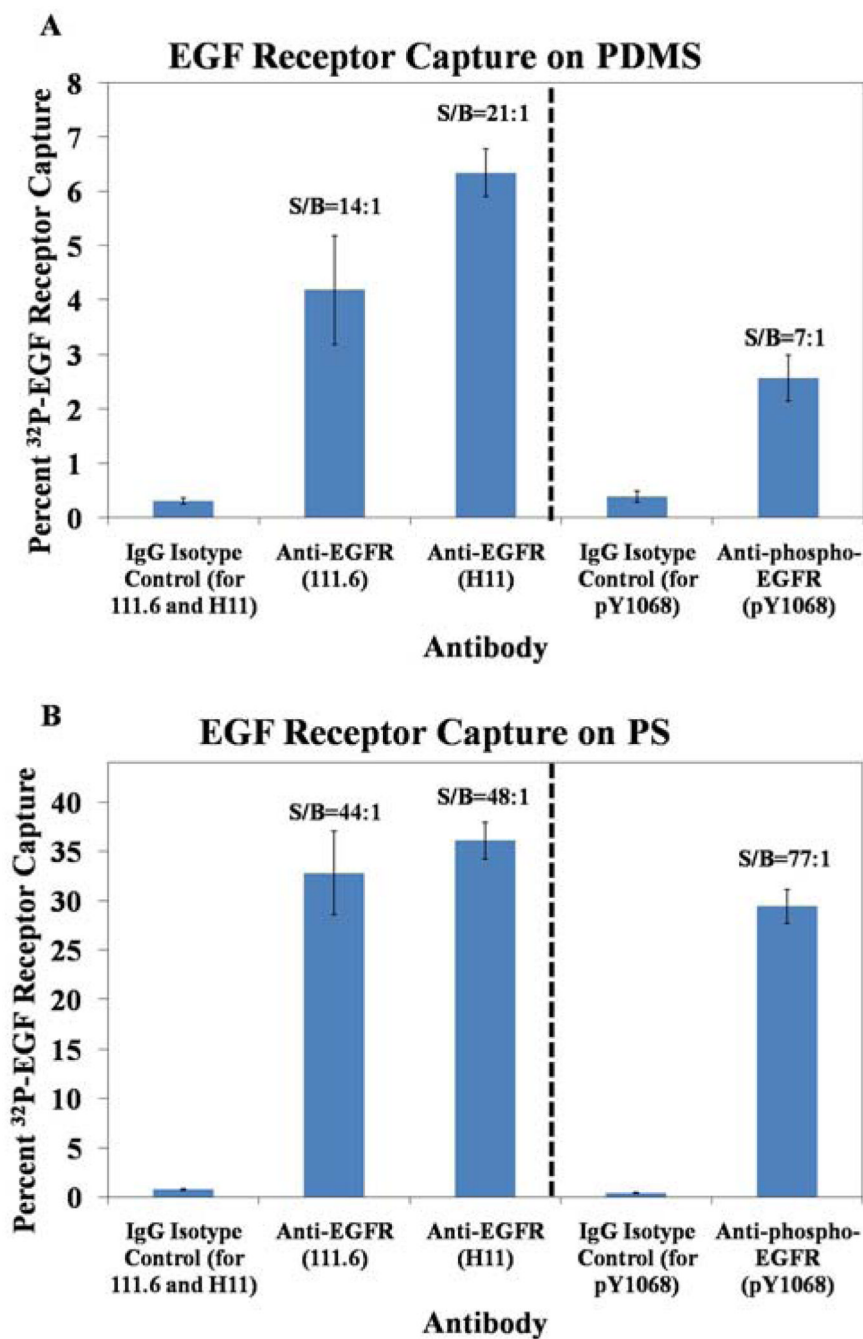 A
EGF Receptor Capture on PDMS
Percent ³²P-EGF Receptor Capture
8
7
6
5
4
3
2
1
0
S/B=14:1
S/B=21:1
S/B=7:1
IgG Isotype
Control (for
111.6 and H11)
Anti-EGFR
(111.6)
Anti-EGFR
(H11)
IgG Isotype
Control (for
pY1068)
Anti-phospho-
EGFR
(pY1068)
Antibody
B
EGF Receptor Capture on PS
Percent ³²P-EGF Receptor Capture
40
35
30
25
20
15
10
5
0
S/B=44:1
S/B=48:1
S/B=77:1
IgG Isotype
Control (for
111.6 and H11)
Anti-EGFR
(111.6)
Anti-EGFR
(H11)
IgG Isotype
Control (for
pY1068)
Anti-phospho-
EGFR
(pY1068)
Antibody